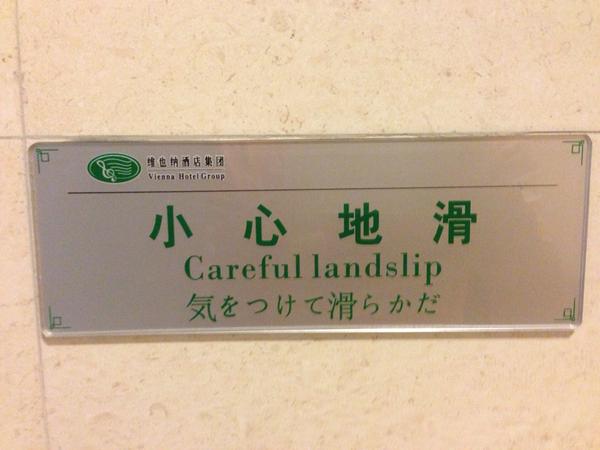 维也纳酒店集团
Vienna Hotel Group
小心地滑
Careful landslip
気をつけて滑らかだ